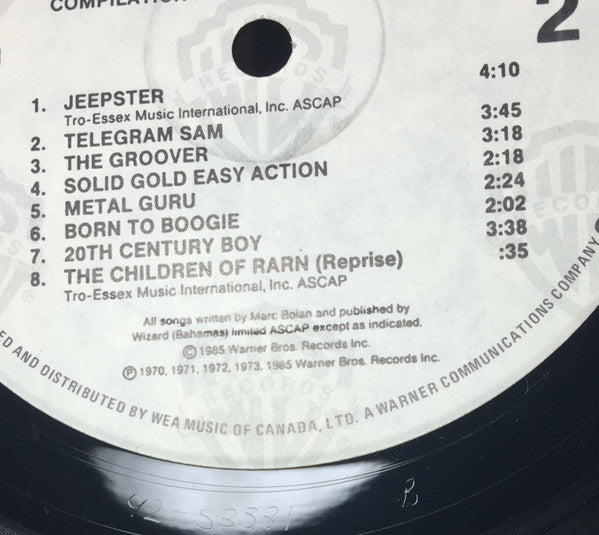 COMPILATION
2
1. JEEPSTER 4:10
Tro-Essex Music International, Inc. ASCAP
2. TELEGRAM SAM 3:45
3. THE GROOVER 3:18
4. SOLID GOLD EASY ACTION 2:18
5. METAL GURU 2:24
6. BORN TO BOOGIE 2:02
7. 20TH CENTURY BOY 3:38
8. THE CHILDREN OF RARN (Reprise) :35
Tro-Essex Music International, Inc. ASCAP
All songs written by Marc Bolan and published by
Wizard (Bahamas) limited ASCAP except as indicated.
©1985 Warner Bros. Records Inc.
℗1970, 1971, 1972, 1973, 1985 Warner Bros. Records Inc.
ED AND DISTRIBUTED BY WEA MUSIC OF CANADA, LTD. A WARNER COMMUNICATIONS COMPANY
RECORDS
RECORDS
RECORDS